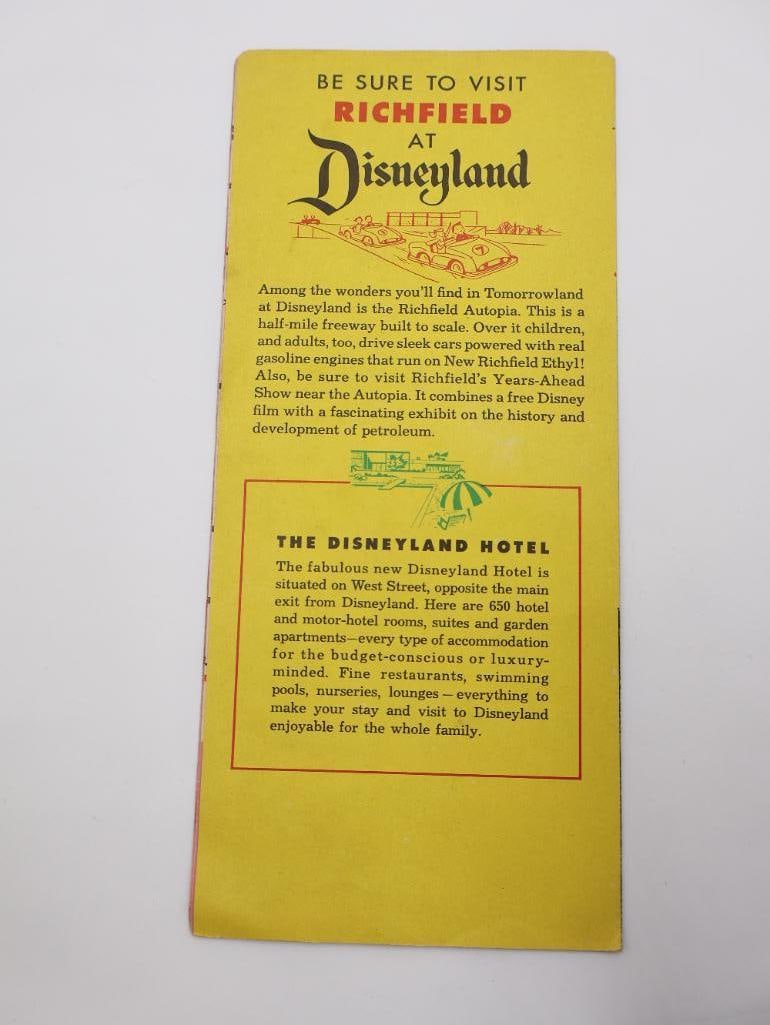 BE SURE TO VISIT
RICHFIELD
AT
Disneyland
7
Among the wonders you'll find in Tomorrowland
at Disneyland is the Richfield Autopia. This is a
half-mile freeway built to scale. Over it children,
and adults, too, drive sleek cars powered with real
gasoline engines that run on New Richfield Ethyl!
Also, be sure to visit Richfield's Years-Ahead
Show near the Autopia. It combines a free Disney
film with a fascinating exhibit on the history and
development of petroleum.
THE DISNEYLAND HOTEL
The fabulous new Disneyland Hotel is
situated on West Street, opposite the main
exit from Disneyland. Here are 650 hotel
and motor-hotel rooms, suites and garden
apartments—every type of accommodation
for the budget-conscious or luxury-
minded. Fine restaurants, swimming
pools, nurseries, lounges — everything to
make your stay and visit to Disneyland
enjoyable for the whole family.